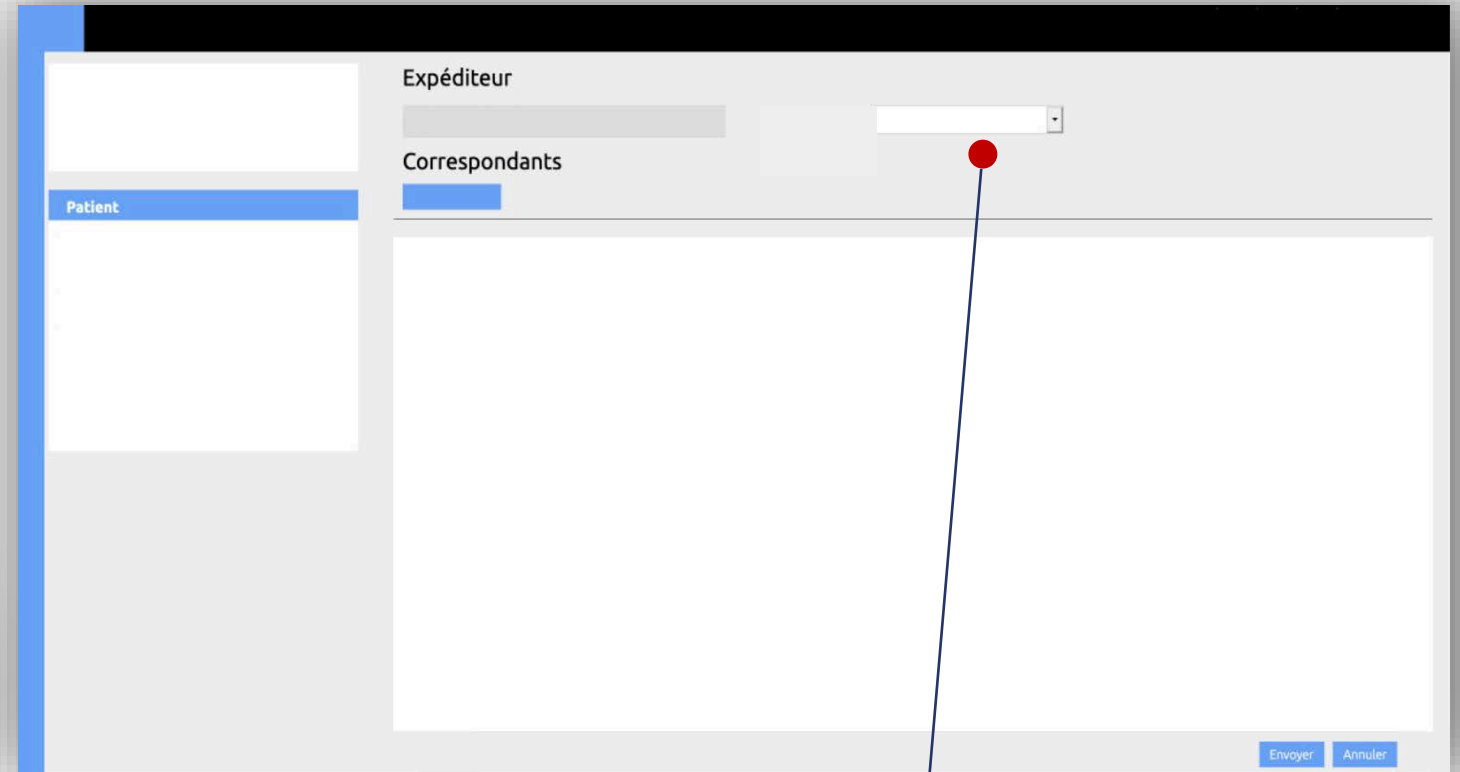 Expéditeur
Correspondants
Patient
Envoyer Annuler